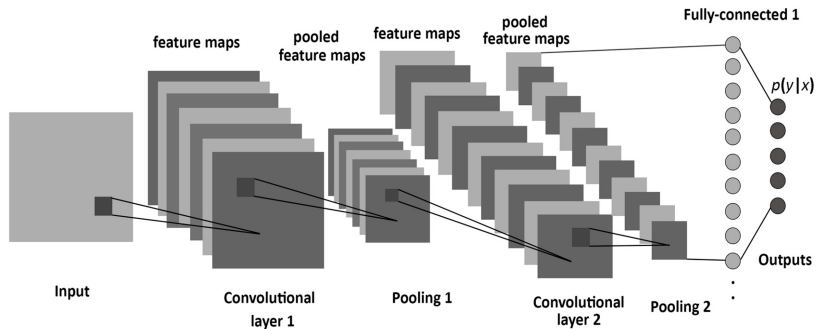 Fully-connected 1
feature maps
pooled
feature maps
feature maps
pooled
feature maps
p(y|x)
Outputs
Input
Convolutional
layer 1
Pooling 1
Convolutional
layer 2
Pooling 2